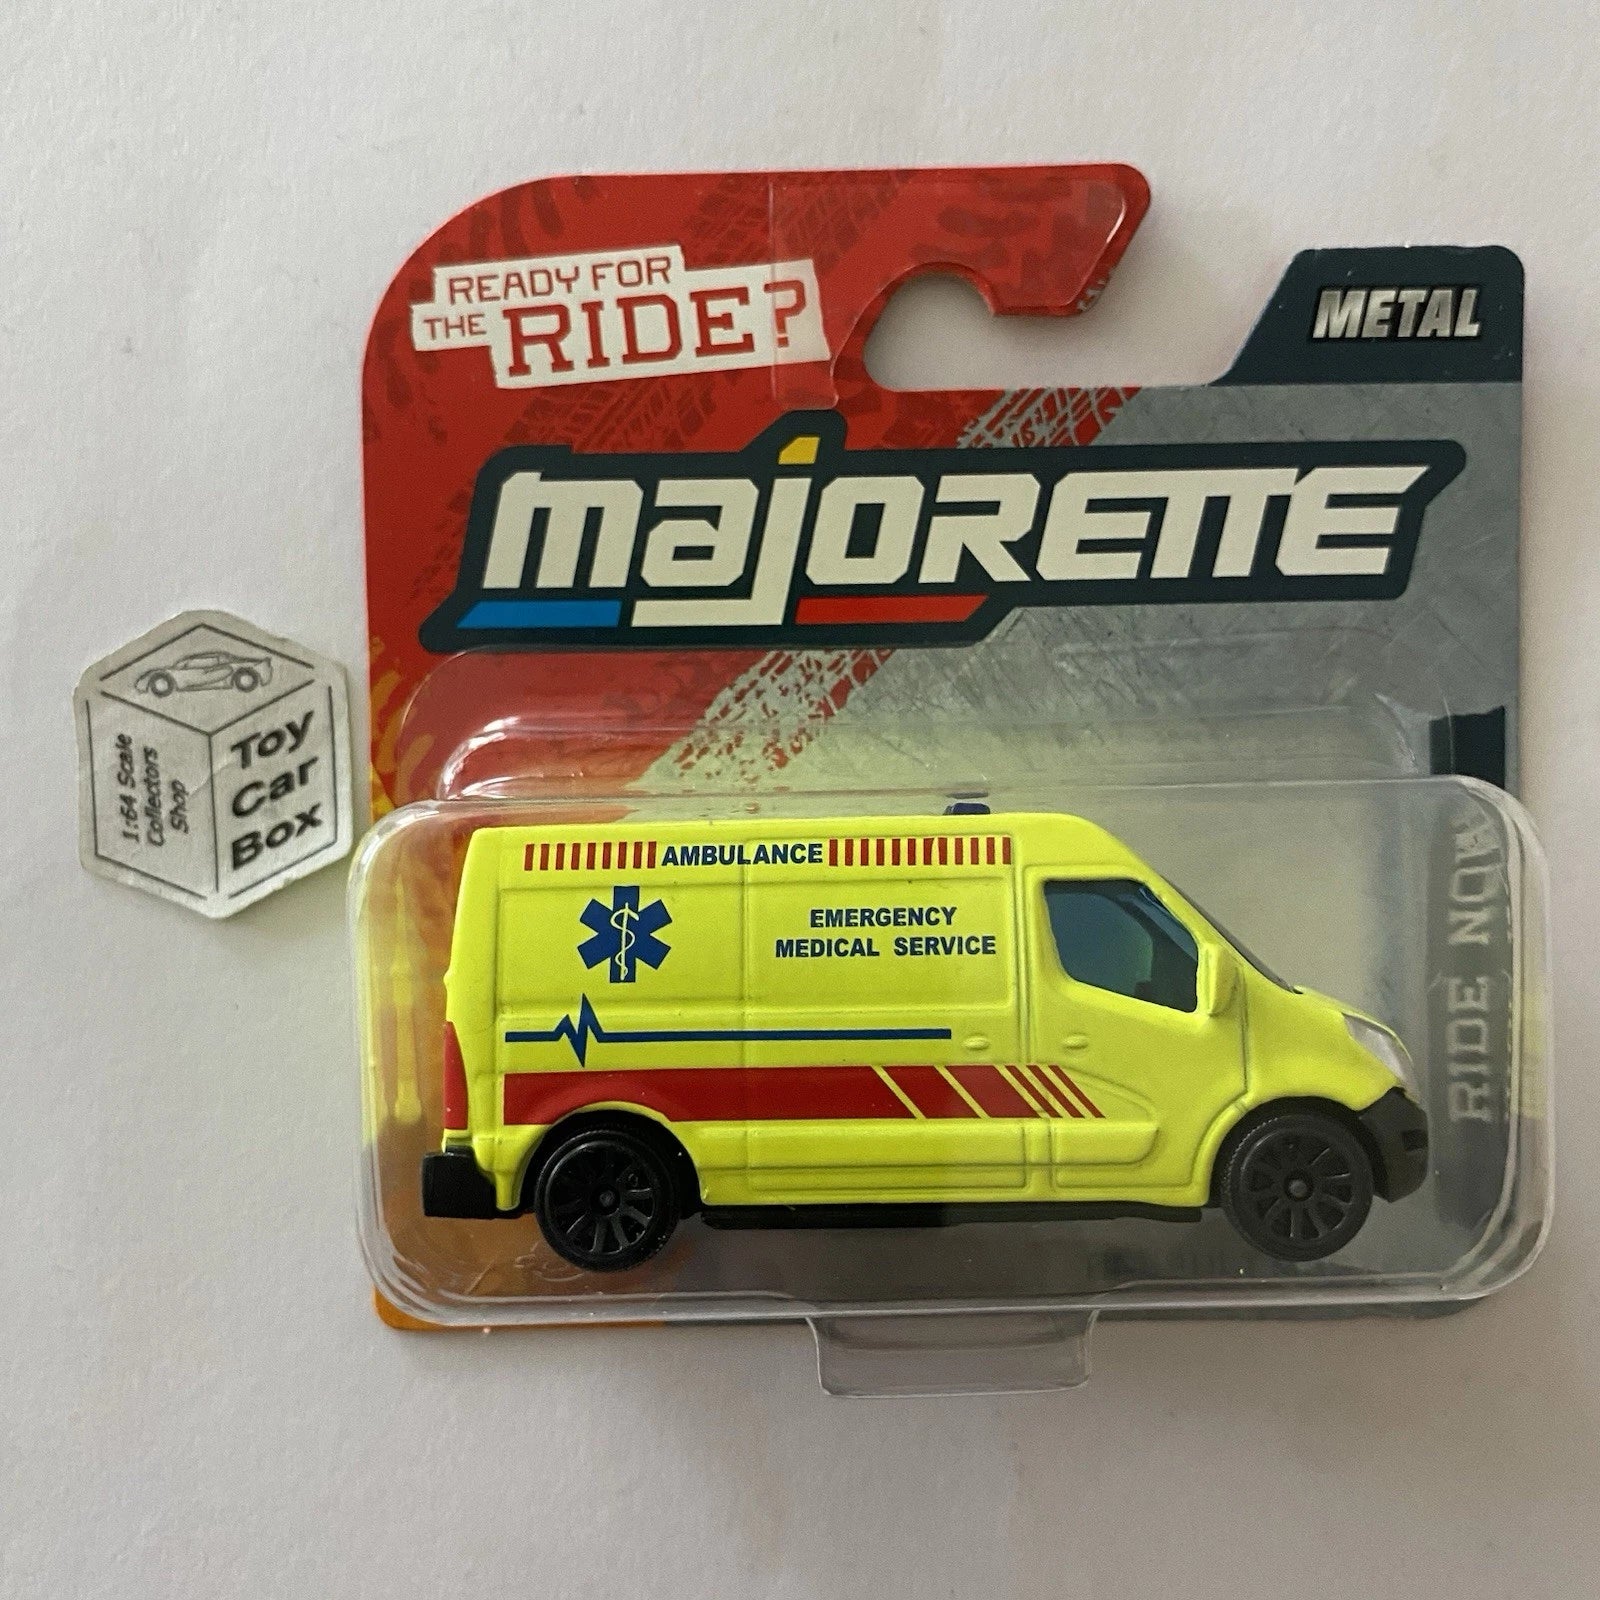 READY FOR
THE RIDE?
METAL
majORETTE
1:64 Scale
Collectors
Shop
Toy
Car
Box
AMBULANCE
EMERGENCY
MEDICAL SERVICE
RIDE NOW